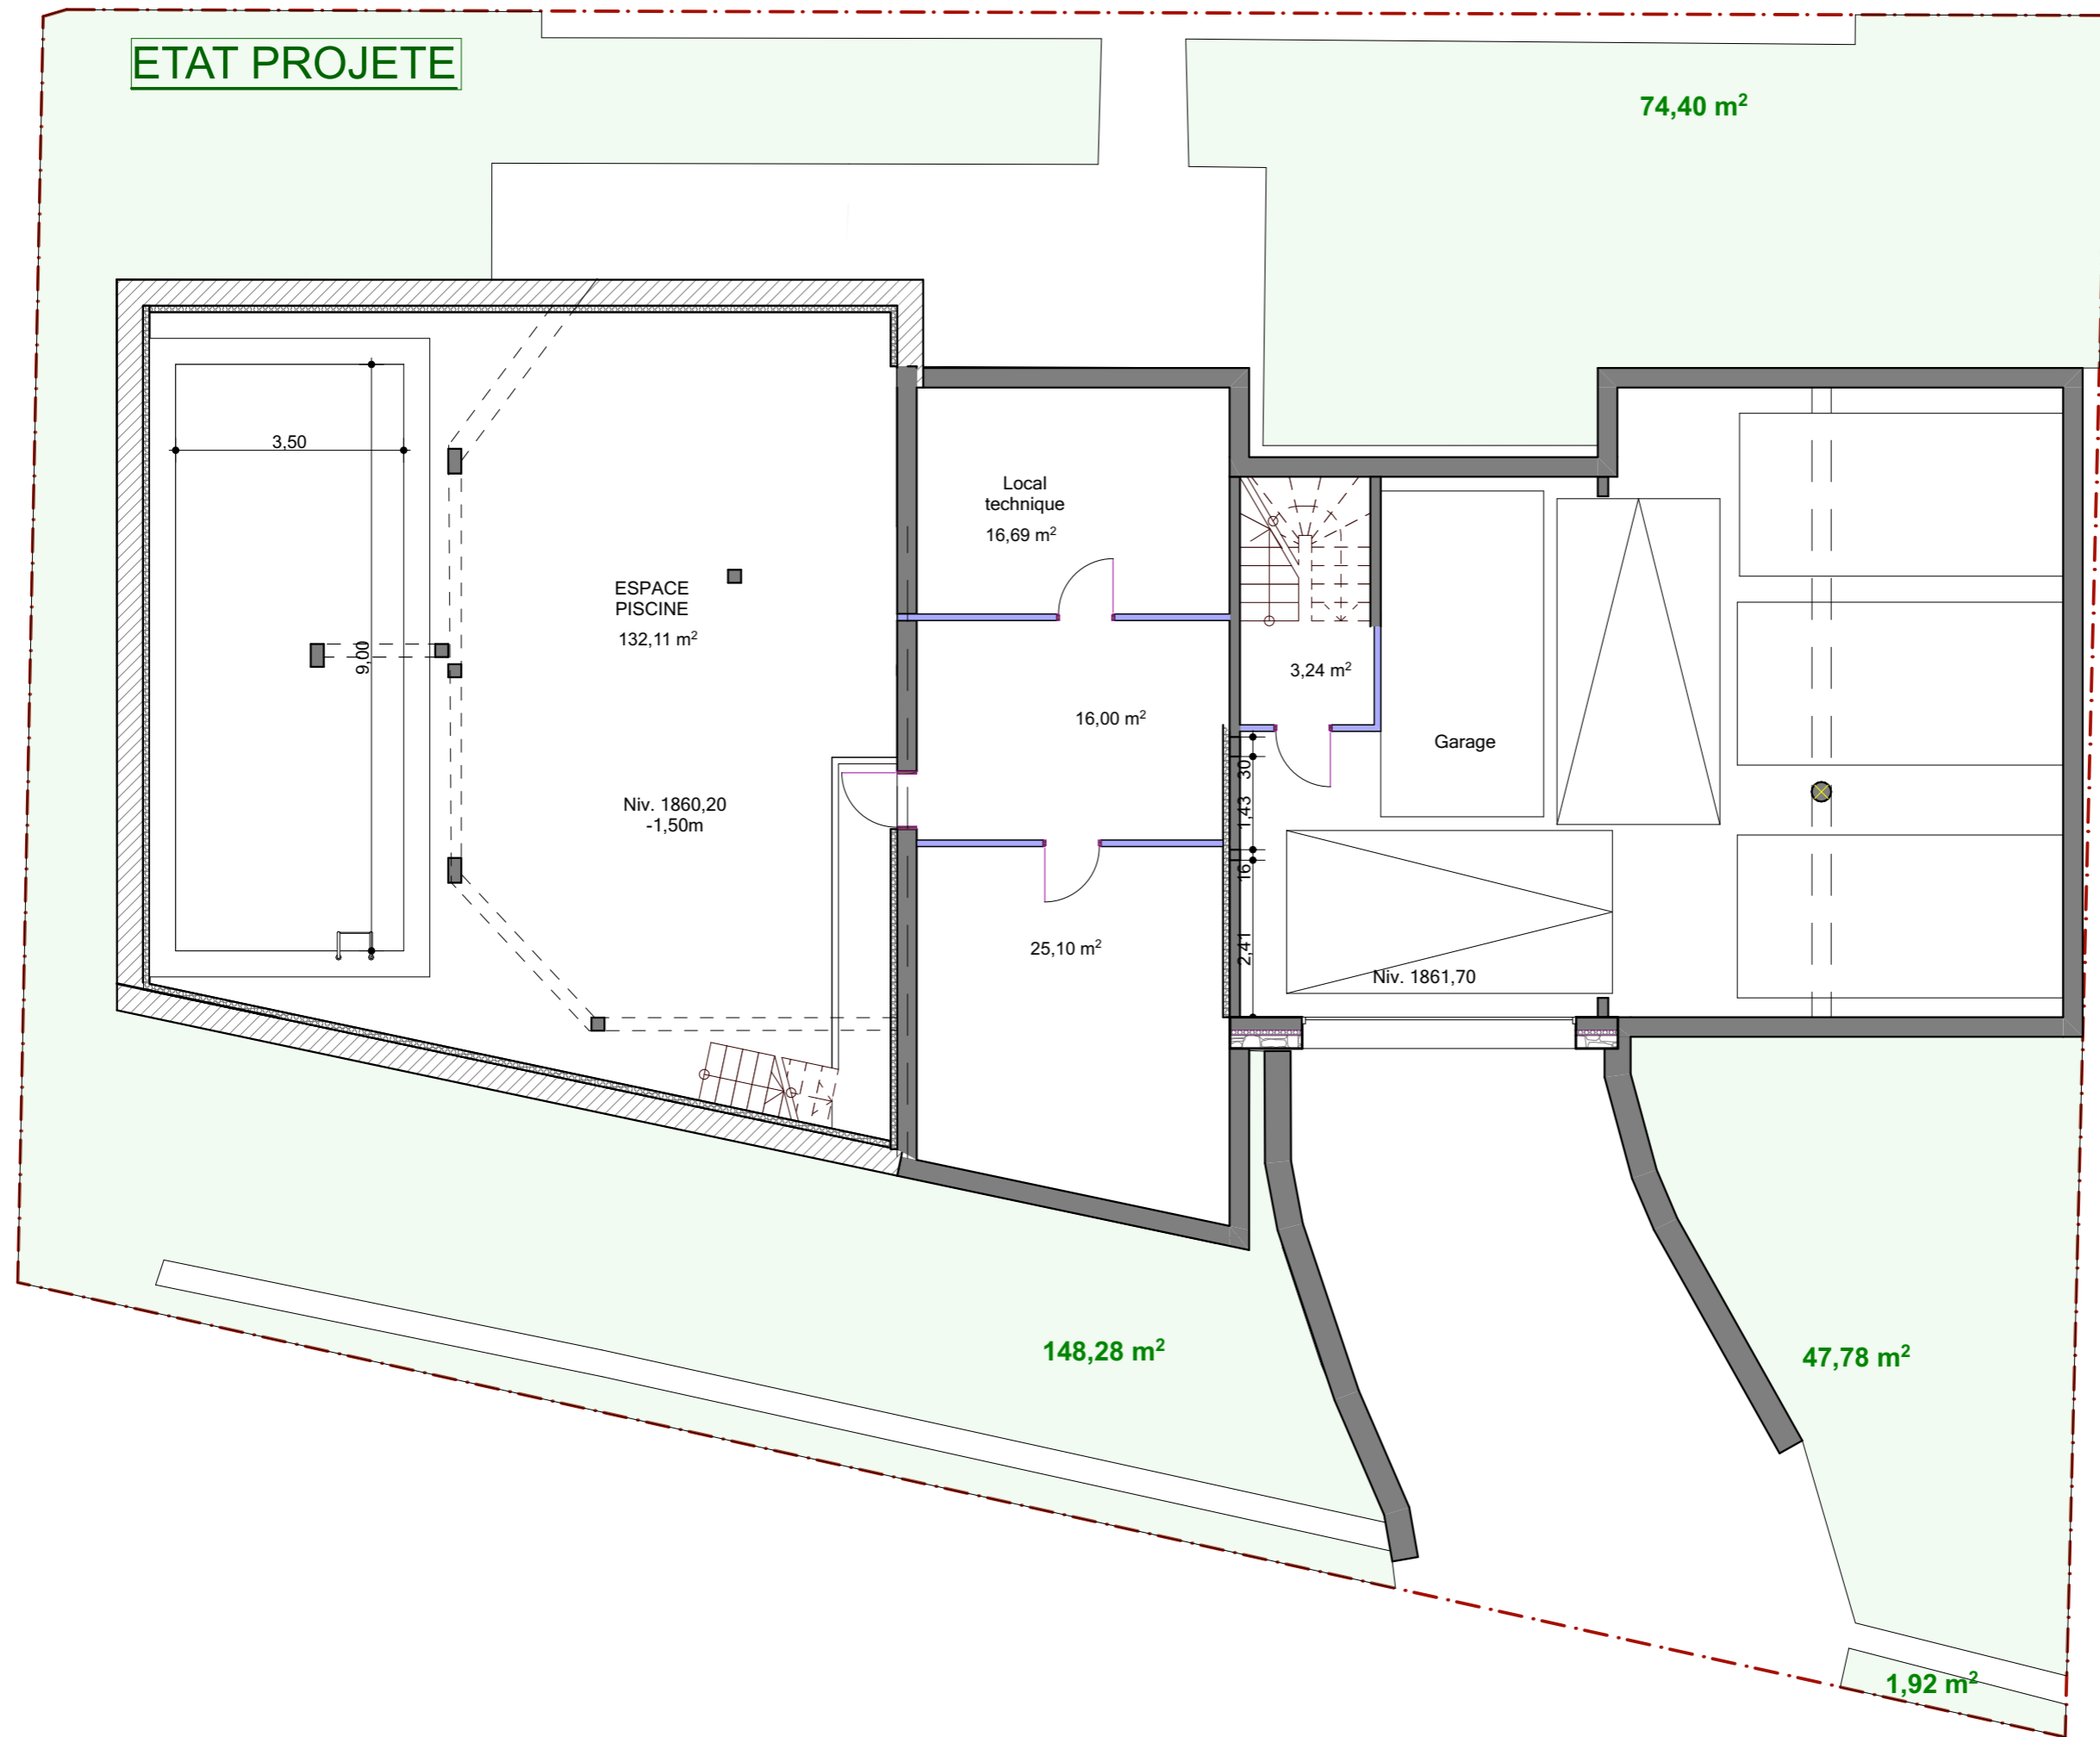 ETAT PROJETE
74,40 m²
3,50
Local
technique
16,69 m²
ESPACE
PISCINE
132,11 m²
9,00
3,24 m²
16,00 m²
Garage
30
1,43
16
2,41
Niv. 1860,20
-1,50m
25,10 m²
Niv. 1861,70
148,28 m²
47,78 m²
1,92 m²